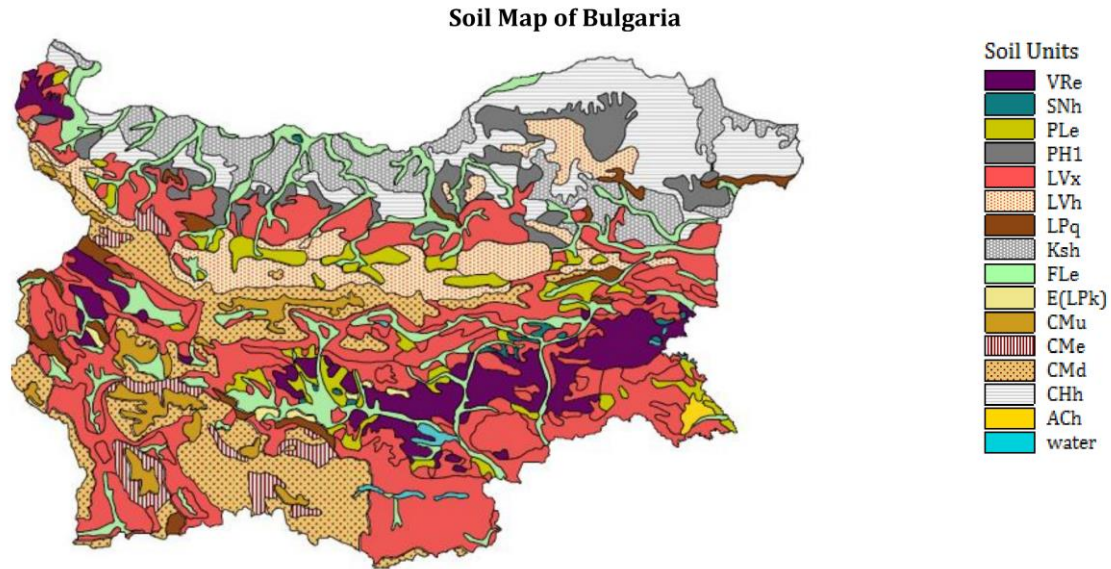 Soil Map of Bulgaria
Soil Units
VRe
SNh
PLe
PH1
LVx
LVh
LPq
Ksh
FLe
E(LPk)
CMu
CMe
CMd
CHh
ACh
water